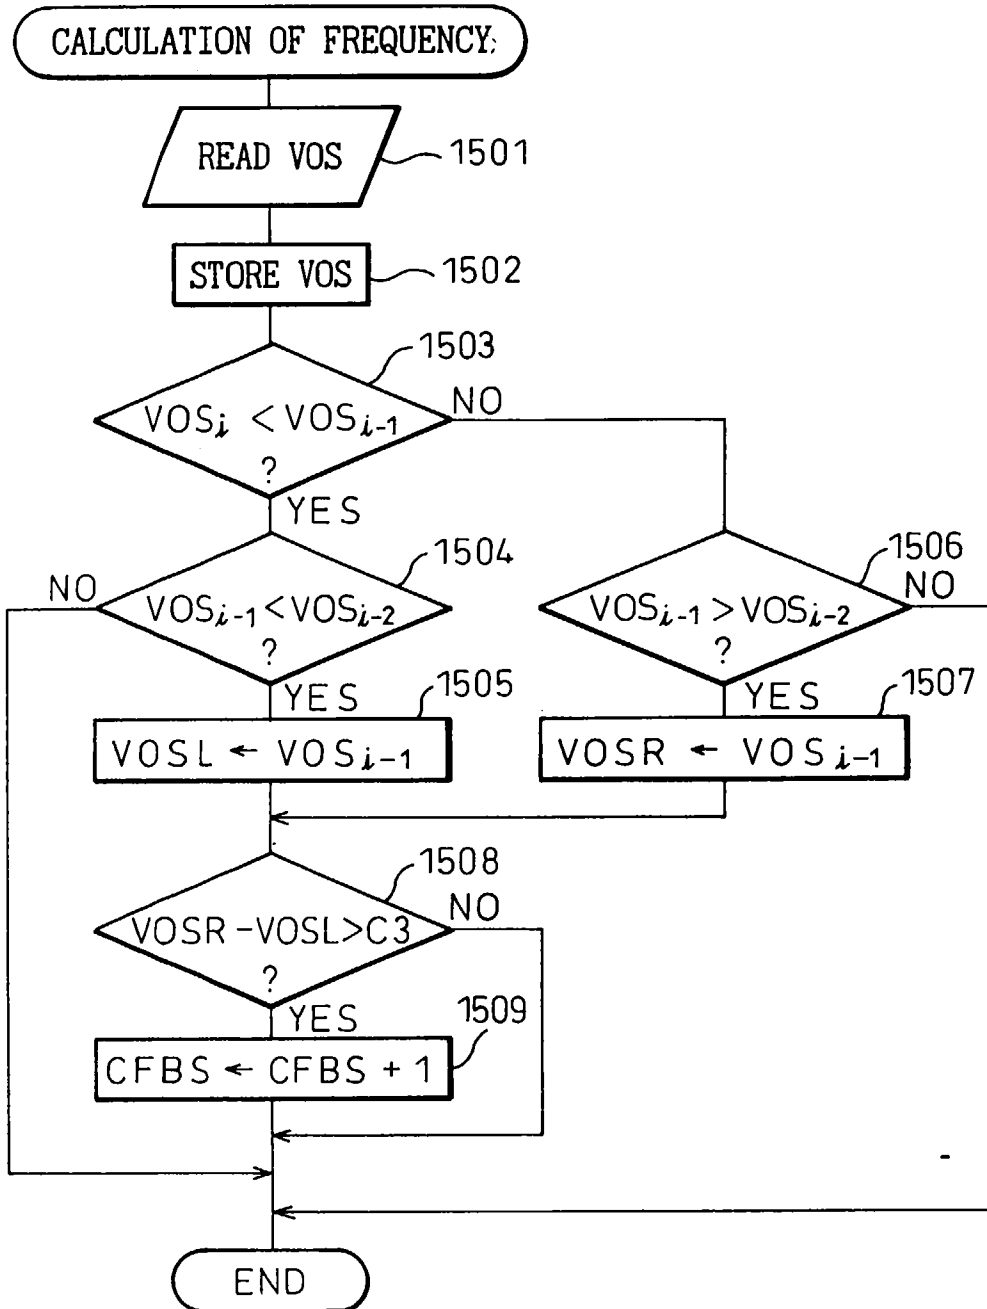 CALCULATION OF FREQUENCY
READ VOS
1501
STORE VOS
1502
1503
VOSi < VOSi-1
?
NO
YES
1504
NO
VOSi-1 < VOSi-2
?
YES
1505
VOSL ← VOSi-1
1506
NO
VOSi-1 > VOSi-2
?
YES
1507
VOSR ← VOSi-1
1508
NO
VOSR - VOSL > C3
?
YES
1509
CFBS ← CFBS + 1
END